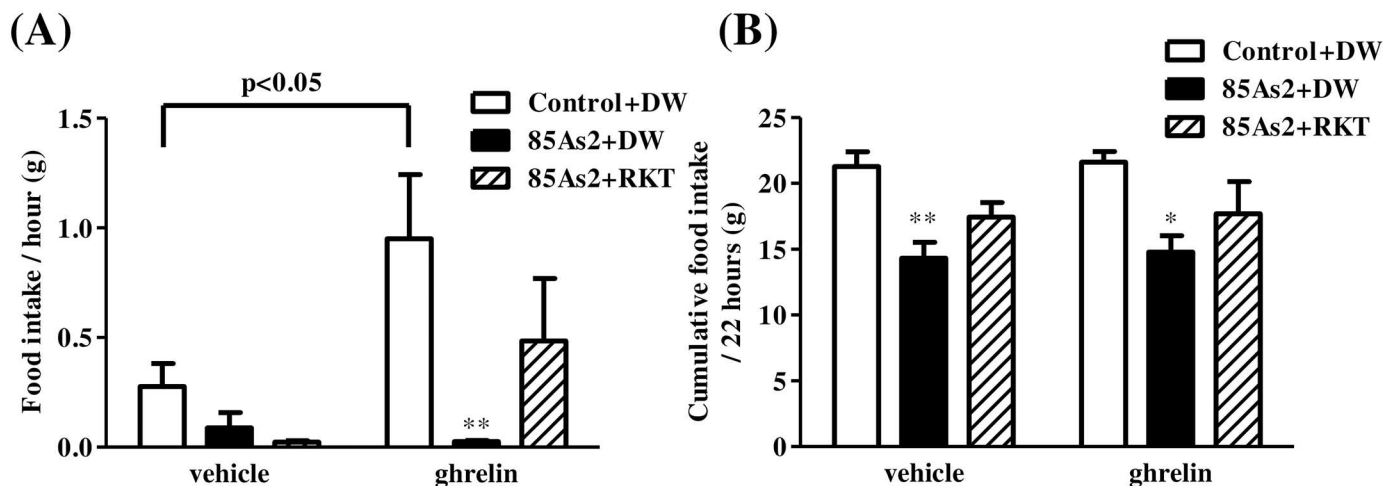 (A)
p<0.05
Control+DW
85As2+DW
85As2+RKT
Food intake / hour (g)
1.5
1.0
0.5
0.0
**
vehicle
ghrelin
(B)
Control+DW
85As2+DW
85As2+RKT
Cumulative food intake
/ 22 hours (g)
25
20
15
10
5
0
**
*
vehicle
ghrelin